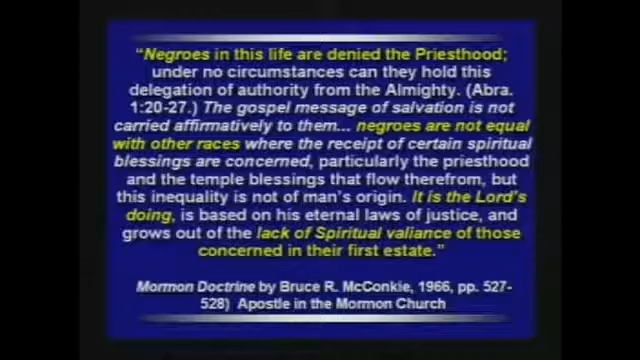 “Negroes in this life are denied the Priesthood;
under no circumstances can they hold this
delegation of authority from the Almighty. (Abra.
1:20-27.) The gospel message of salvation is not
carried affirmatively to them... negroes are not equal
with other races where the receipt of certain spiritual
blessings are concerned, particularly the priesthood
and the temple blessings that flow therefrom, but
this inequality is not of man’s origin. It is the Lord’s
doing, is based on his eternal laws of justice, and
grows out of the lack of Spiritual valiance of those
concerned in their first estate.”
Mormon Doctrine by Bruce R. McConkie, 1966, pp. 527-
528) Apostle in the Mormon Church